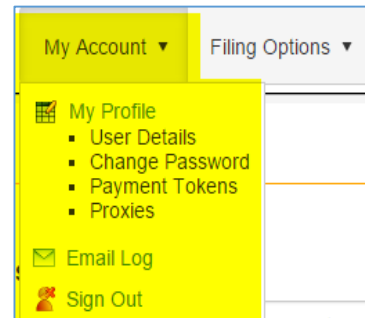 My Account ▼ Filing Options ▼
My Profile
▪ User Details
▪ Change Password
▪ Payment Tokens
▪ Proxies
Email Log
Sign Out